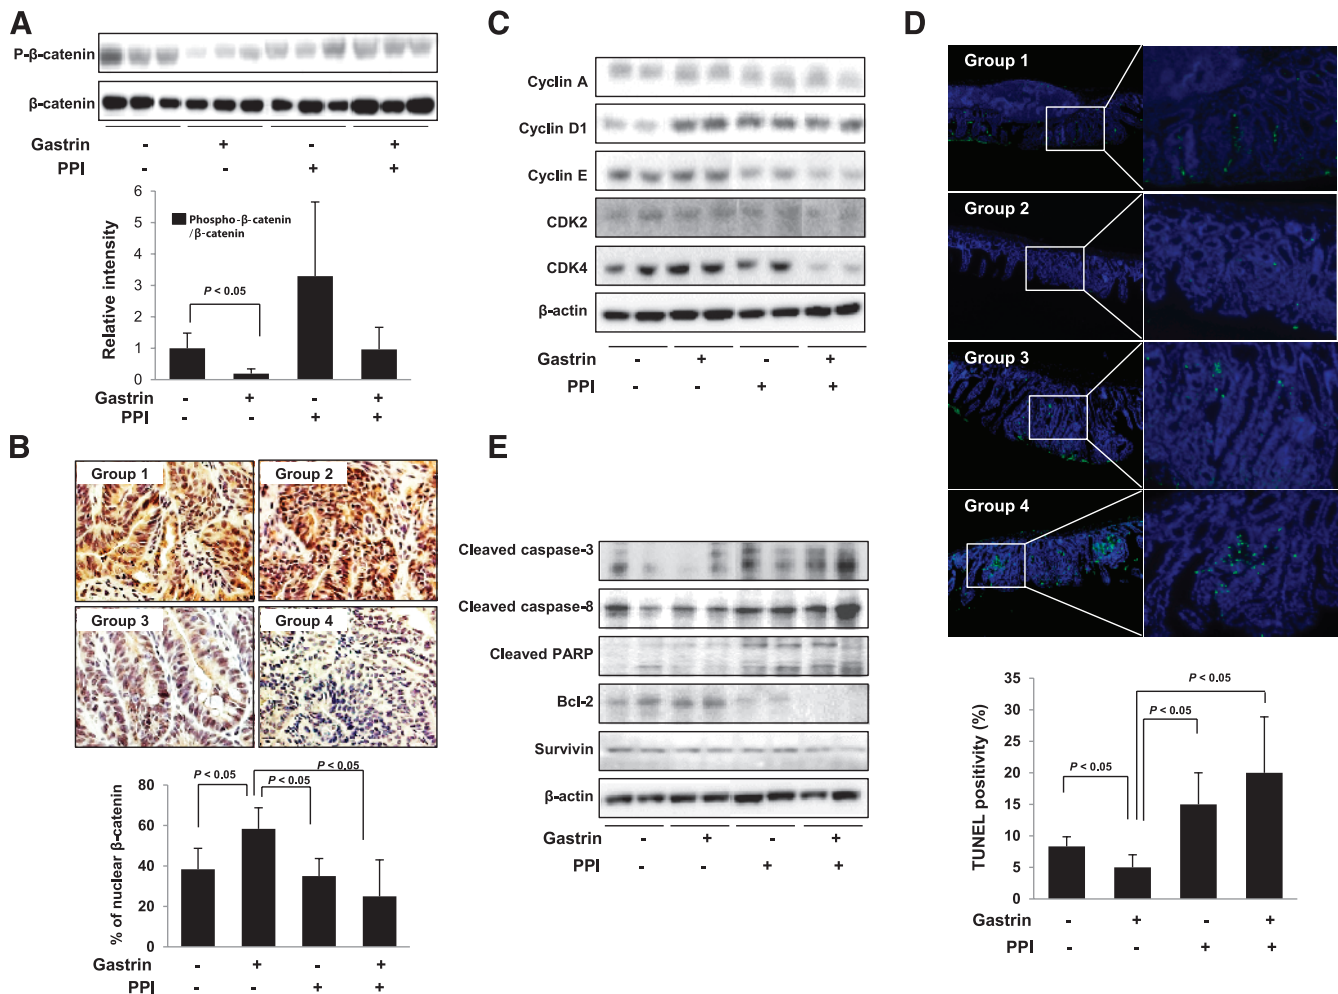 A
P-β-catenin
β-catenin
Gastrin - + - +
PPI - - + +
6
5
4
3
2
1
0
Relative intensity
Phospho-β-catenin
/β-catenin
P < 0.05
Gastrin - + - +
PPI - - + +
B
Group 1
Group 2
Group 3
Group 4
80
60
40
20
0
% of nuclear β-catenin
P < 0.05
P < 0.05
P < 0.05
Gastrin - + - +
PPI - - + +
C
Cyclin A
Cyclin D1
Cyclin E
CDK2
CDK4
β-actin
Gastrin - + - +
PPI - - + +
E
Cleaved caspase-3
Cleaved caspase-8
Cleaved PARP
Bcl-2
Survivin
β-actin
Gastrin - + - +
PPI - - + +
D
Group 1
Group 2
Group 3
Group 4
35
30
25
20
15
10
5
0
TUNEL positivity (%)
P < 0.05
P < 0.05
P < 0.05
Gastrin - + - +
PPI - - + +